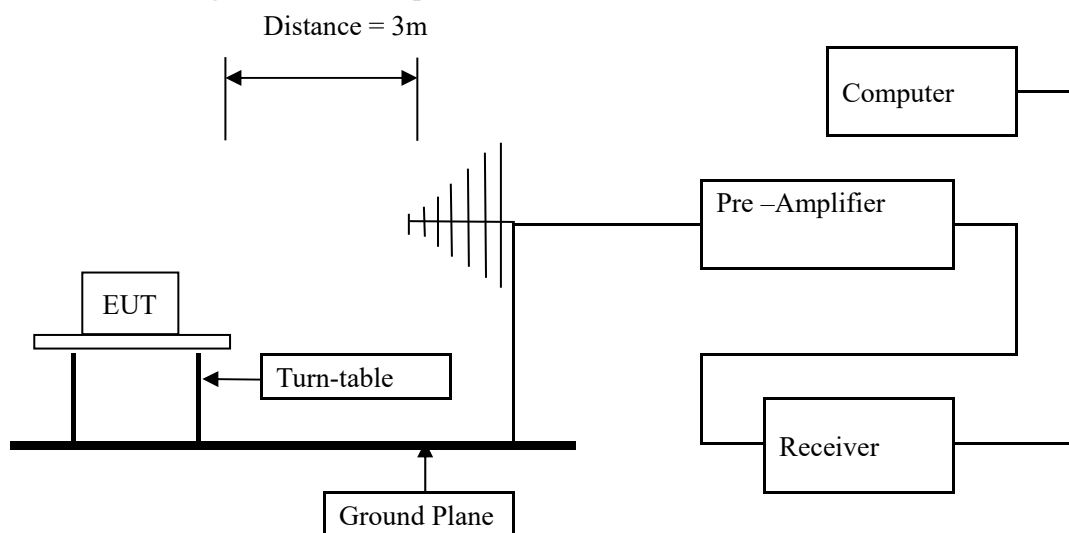 Distance = 3m
Computer
Pre –Amplifier
EUT
Turn-table
Receiver
Ground Plane